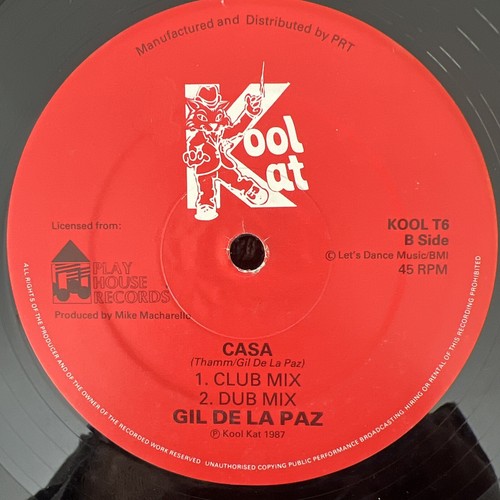 Manufactured and Distributed by PRT
Kool
Kat
Licensed from:
PLAY
HOUSE
RECORDS
Produced by Mike Macharello
KOOL T6
B Side
© Let's Dance Music/BMI
45 RPM
CASA
(Thamm/Gil De La Paz)
1. CLUB MIX
2. DUB MIX
GIL DE LA PAZ
℗ Kool Kat 1987
ALL RIGHTS OF THE PRODUCER AND OF THE OWNER OF THE RECORDED WORK RESERVED UNAUTHORISED COPYING PUBLIC PERFORMANCE BROADCASTING HIRING OR RENTAL OF THIS RECORDING PROHIBITED